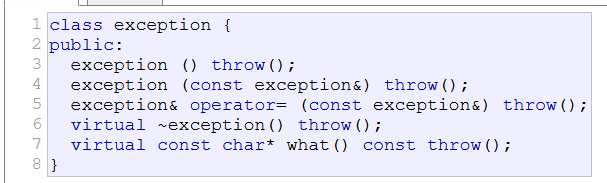 1 class exception {
2 public:
3   exception () throw();
4   exception (const exception&) throw();
5   exception& operator= (const exception&) throw();
6   virtual ~exception() throw();
7   virtual const char* what() const throw();
8 }